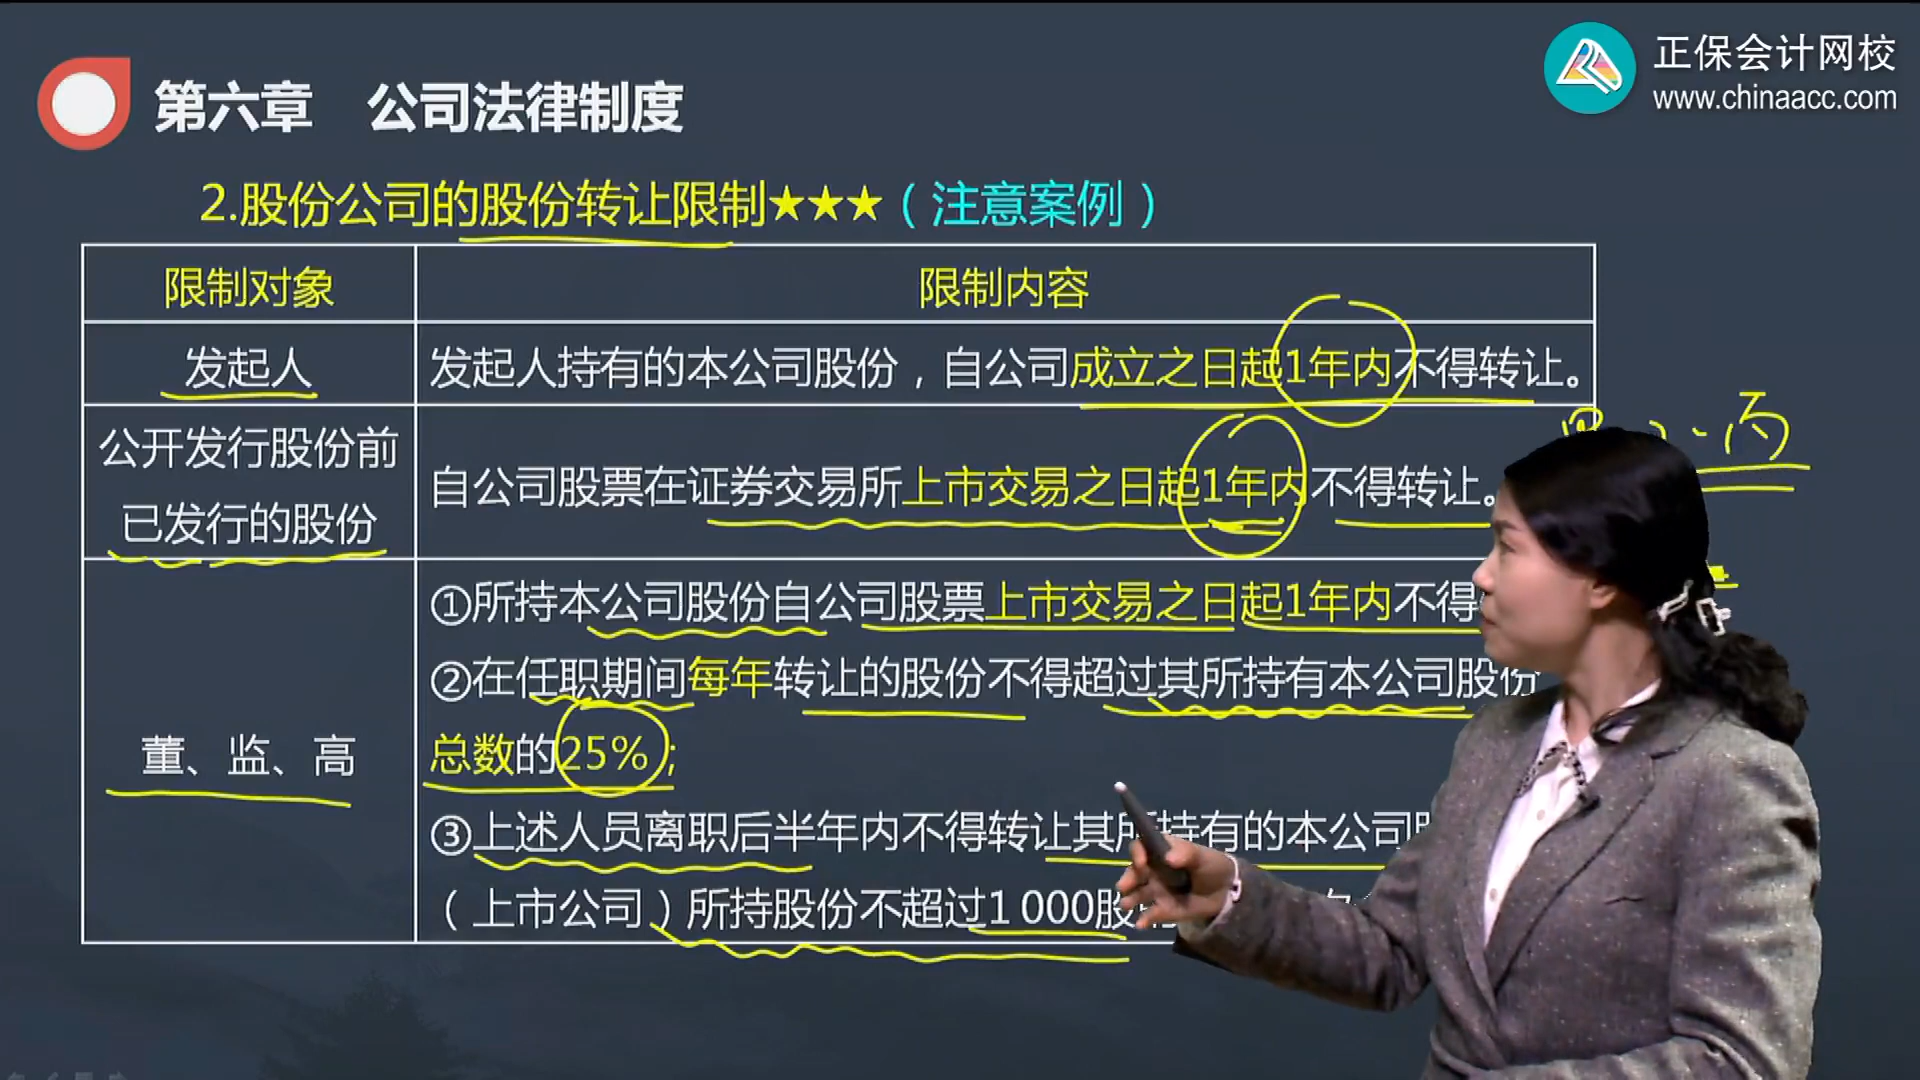 正保会计网校
www.chinaacc.com
第六章 公司法律制度
2.股份公司的股份转让限制★★★（注意案例）
限制对象
限制内容
发起人
发起人持有的本公司股份，自公司成立之日起1年内不得转让。
公开发行股份前
已发行的股份
自公司股票在证券交易所上市交易之日起1年内不得转让。
丙
董、监、高
①所持本公司股份自公司股票上市交易之日起1年内不得
②在任职期间每年转让的股份不得超过其所持有本公司股份
总数的25%；
③上述人员离职后半年内不得转让其所持有的本公司
（上市公司）所持股份不超过1 000股